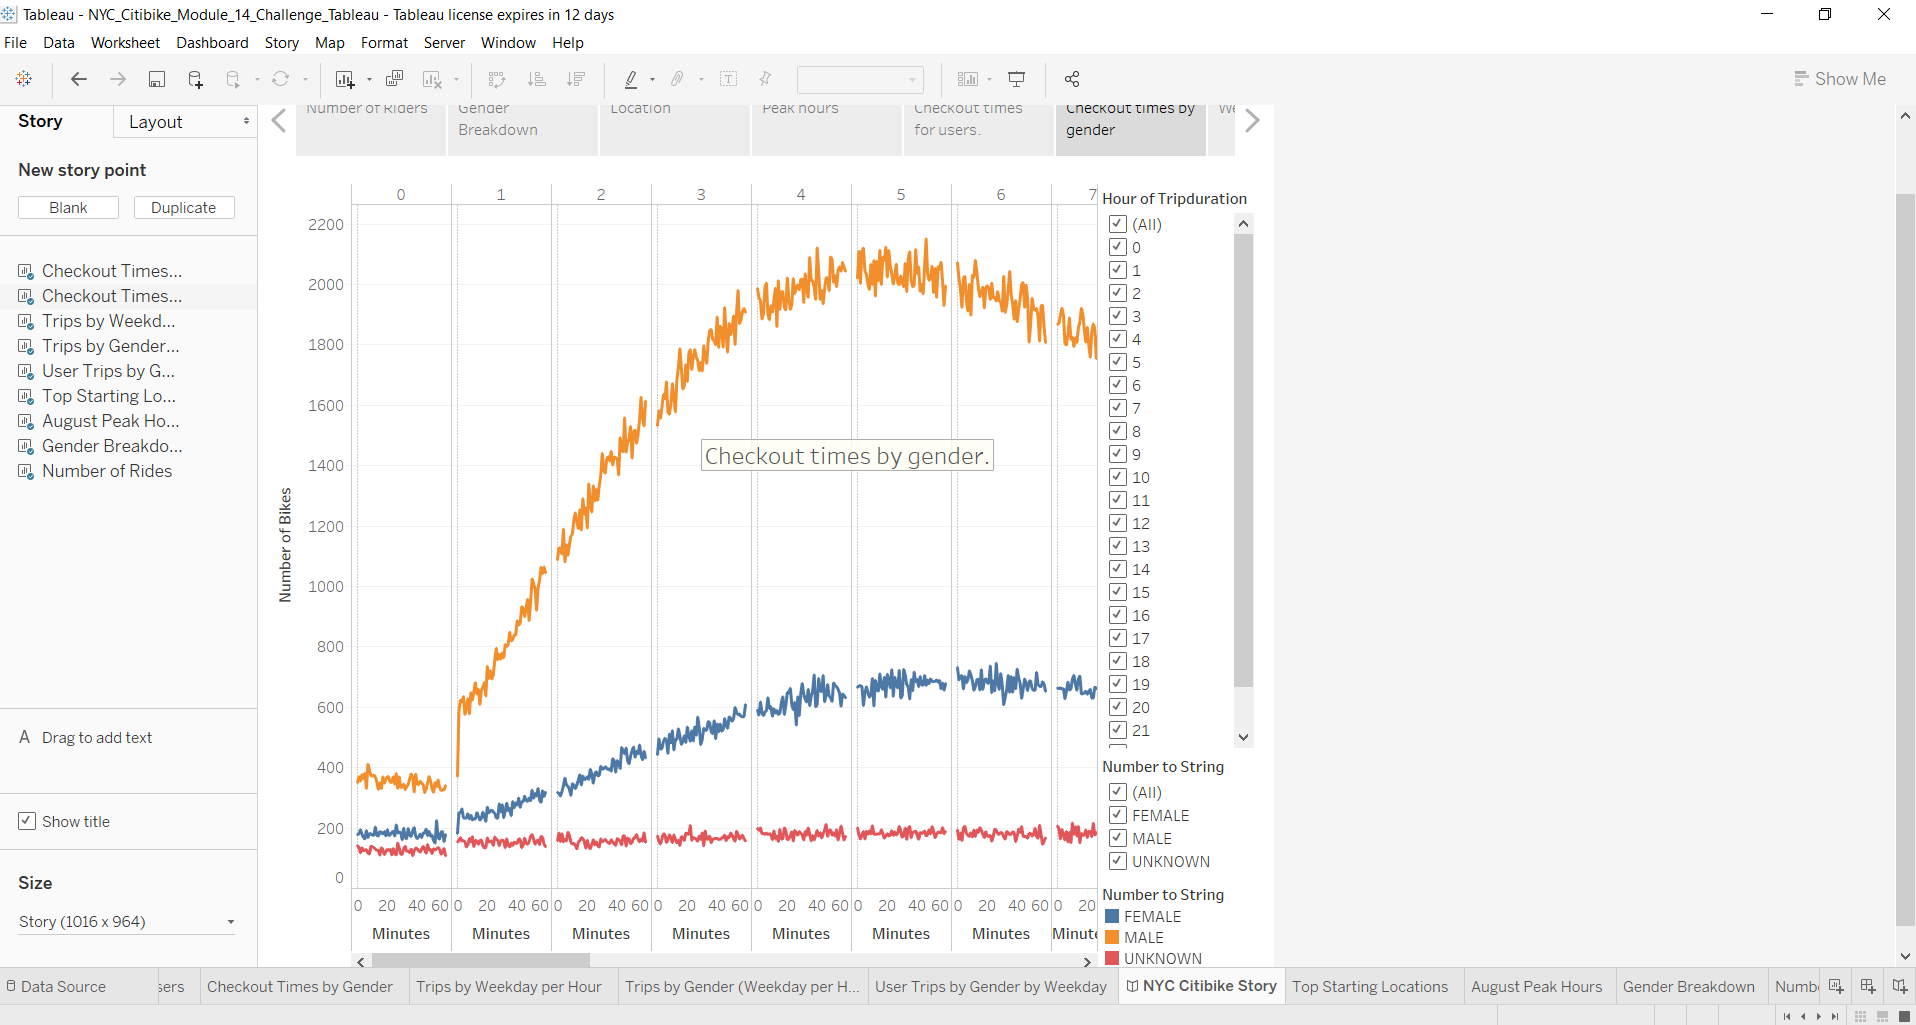 Tableau - NYC_Citibike_Module_14_Challenge_Tableau - Tableau license expires in 12 days
File Data Worksheet Dashboard Story Map Format Server Window Help
Show Me
Story
Layout
New story point
Blank
Duplicate
Checkout Times...
Checkout Times...
Trips by Weekd...
Trips by Gender...
User Trips by G...
Top Starting Lo...
August Peak Ho...
Gender Breakdo...
Number of Rides
A Drag to add text
Show title
Size
Story (1016 x 964)
Number of Riders
Gender
Breakdown
Location
Peak hours
Checkout times
for users.
Checkout times by
gender
We
0 1 2 3 4 5 6 7
2200
2000
1800
1600
1400
1200
1000
800
600
400
200
0
Number of Bikes
Checkout times by gender.
0 20 40 60 0 20 40 60 0 20 40 60 0 20 40 60 0 20 40 60 0 20 40 60 0 20 40 60 0 20
Minutes Minutes Minutes Minutes Minutes Minutes Minutes Minute
Hour of Tripduration
(All)
0
1
2
3
4
5
6
7
8
9
10
11
12
13
14
15
16
17
18
19
20
21
Number to String
(All)
FEMALE
MALE
UNKNOWN
Number to String
FEMALE
MALE
UNKNOWN
Data Source sers Checkout Times by Gender Trips by Weekday per Hour Trips by Gender (Weekday per H... User Trips by Gender by Weekday NYC Citibike Story Top Starting Locations August Peak Hours Gender Breakdown Numb